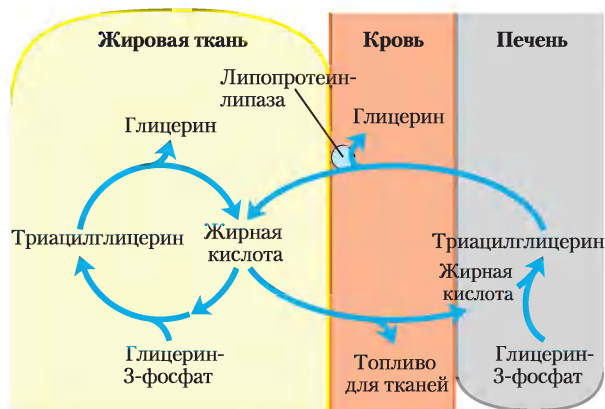 Жировая ткань
Кровь
Печень
Липопротеин-
липаза
Глицерин
Глицерин
Триацилглицерин
Жирная
кислота
Триацилглицерин
Жирная
кислота
Глицерин-
3-фосфат
Топливо
для тканей
Глицерин-
3-фосфат